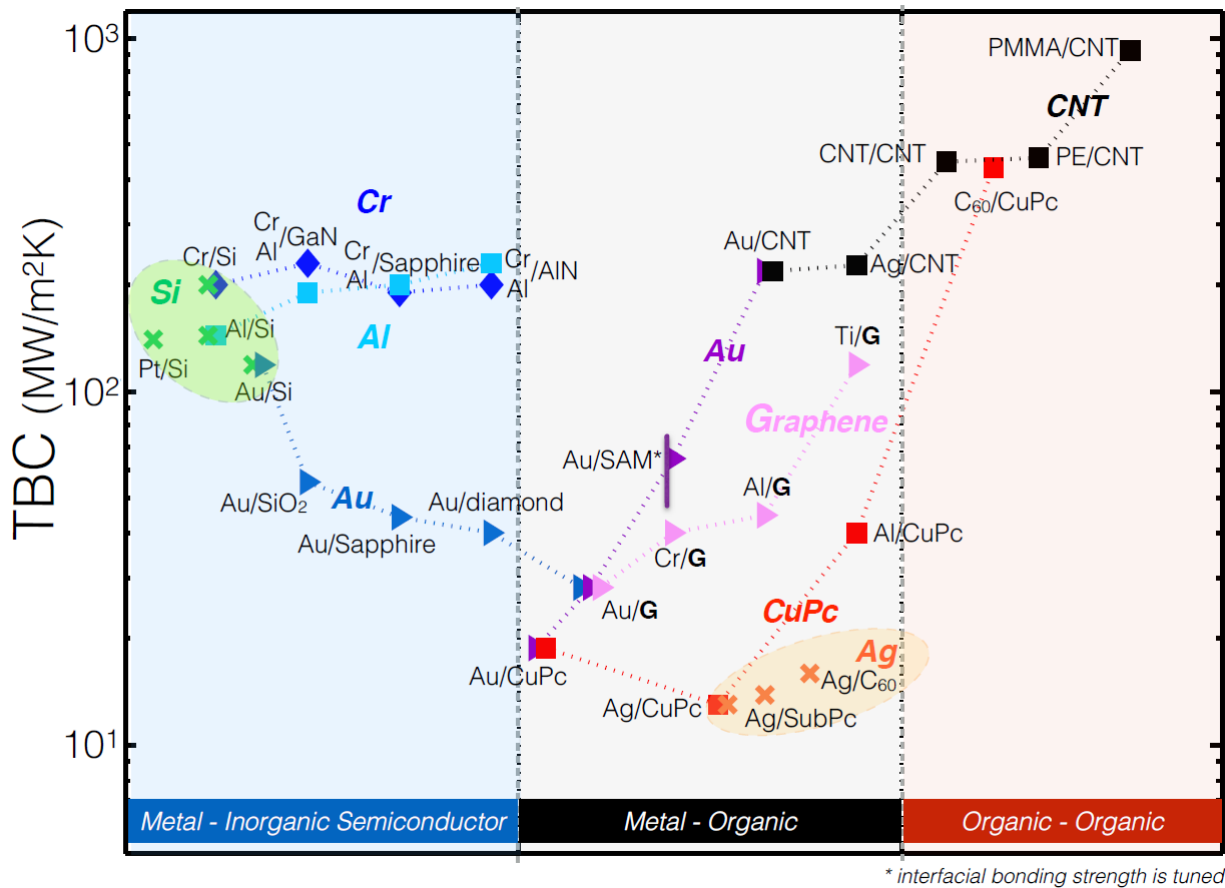 10³
10²
10¹
TBC (MW/m²K)
PMMA/CNT
CNT
CNT/CNT
PE/CNT
C₆₀/CuPc
Cr
Cr
Al /GaN
Cr/Si
Cr
Al /Sapphire
Cr
Al /AlN
Au/CNT
Ag/CNT
Si
Al/Si
Al
Pt/Si
Au/Si
Au
Ti/G
Graphene
Au/SAM*
Au/SiO₂
Au
Au/diamond
Al/G
Au/Sapphire
Cr/G
Al/CuPc
Au/G
CuPc
Au/CuPc
Ag
Ag/C₆₀
Ag/CuPc
Ag/SubPc
Metal - Inorganic Semiconductor
Metal - Organic
Organic - Organic
* interfacial bonding strength is tuned